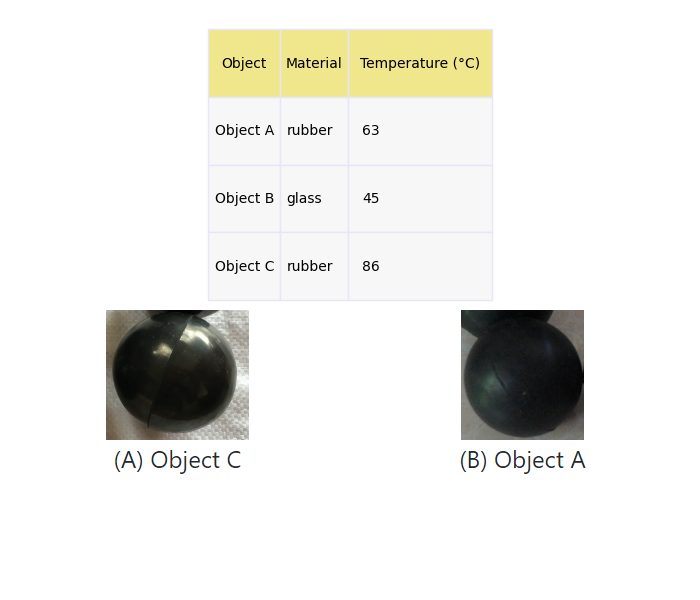 Object Material Temperature (°C)
Object A rubber 63
Object B glass 45
Object C rubber 86
(A) Object C
(B) Object A